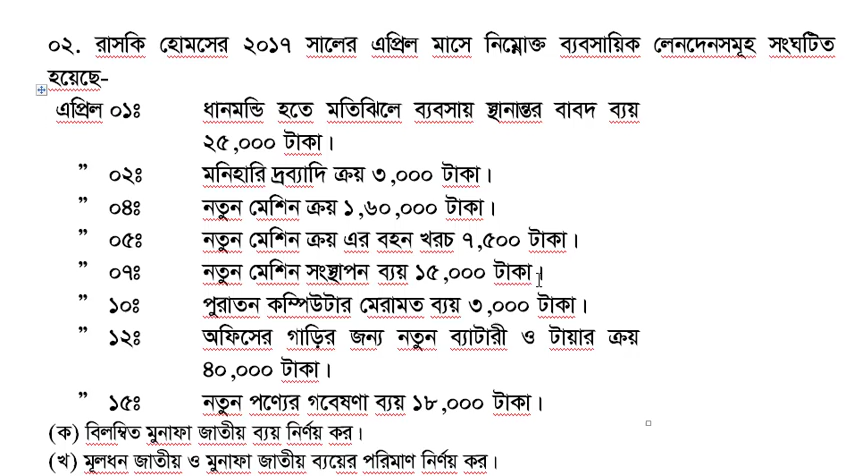 ০২. রাসকি হোমসের ২০১৭ সালের এপ্রিল মাসে নিম্নোক্ত ব্যবসায়িক লেনদেনসমূহ সংঘটিত
হয়েছে-
এপ্রিল ০১ঃ ধানমন্ডি হতে মতিঝিলে ব্যবসায় স্থানান্তর বাবদ ব্যয়
২৫,০০০ টাকা।
” ০২ঃ মনিহারি দ্রব্যাদি ক্রয় ৩,০০০ টাকা।
” ০৪ঃ নতুন মেশিন ক্রয় ১,৬০,০০০ টাকা।
” ০৫ঃ নতুন মেশিন ক্রয় এর বহন খরচ ৭,৫০০ টাকা।
” ০৭ঃ নতুন মেশিন সংস্থাপন ব্যয় ১৫,০০০ টাকা।
” ১০ঃ পুরাতন কম্পিউটার মেরামত ব্যয় ৩,০০০ টাকা।
” ১২ঃ অফিসের গাড়ির জন্য নতুন ব্যাটারী ও টায়ার ক্রয়
৪০,০০০ টাকা।
” ১৫ঃ নতুন পণ্যের গবেষণা ব্যয় ১৮,০০০ টাকা।
(ক) বিলম্বিত মুনাফা জাতীয় ব্যয় নির্ণয় কর।
(খ) মূলধন জাতীয় ও মুনাফা জাতীয় ব্যয়ের পরিমাণ নির্ণয় কর।